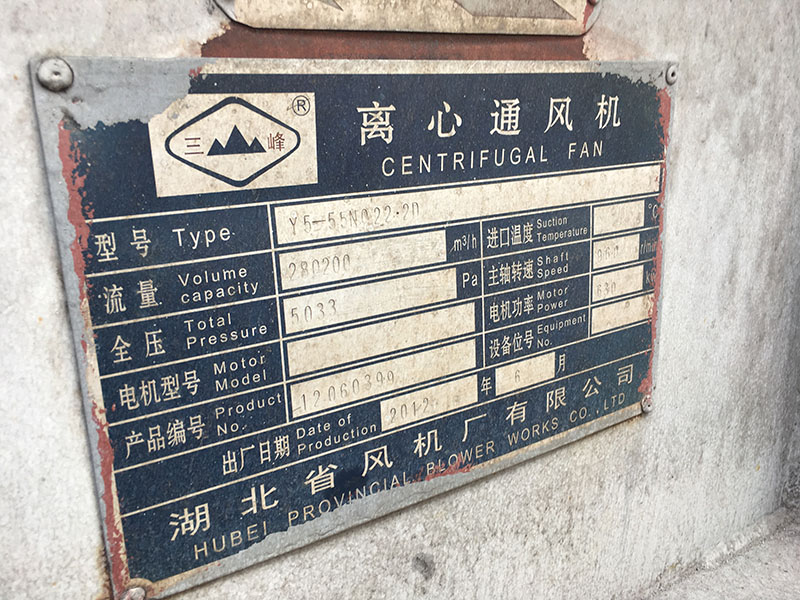 三峰 ®
离心通风机
CENTRIFUGAL FAN
型号 Type Y5-55NO22·2D
流量 Volume capacity 280200 m³/h 进口温度 Suction Temperature °C
全压 Total Pressure 5033 Pa 主轴转速 Shaft Speed 960 r/min
电机型号 Motor Model 电机功率 Motor Power 630
产品编号 Product No. 12060399 设备位号 Equipment No.
出厂日期 Date of Production 2012 年 6 月
湖北省风机厂有限公司
HUBEI PROVINCIAL BLOWER WORKS CO.,LTD